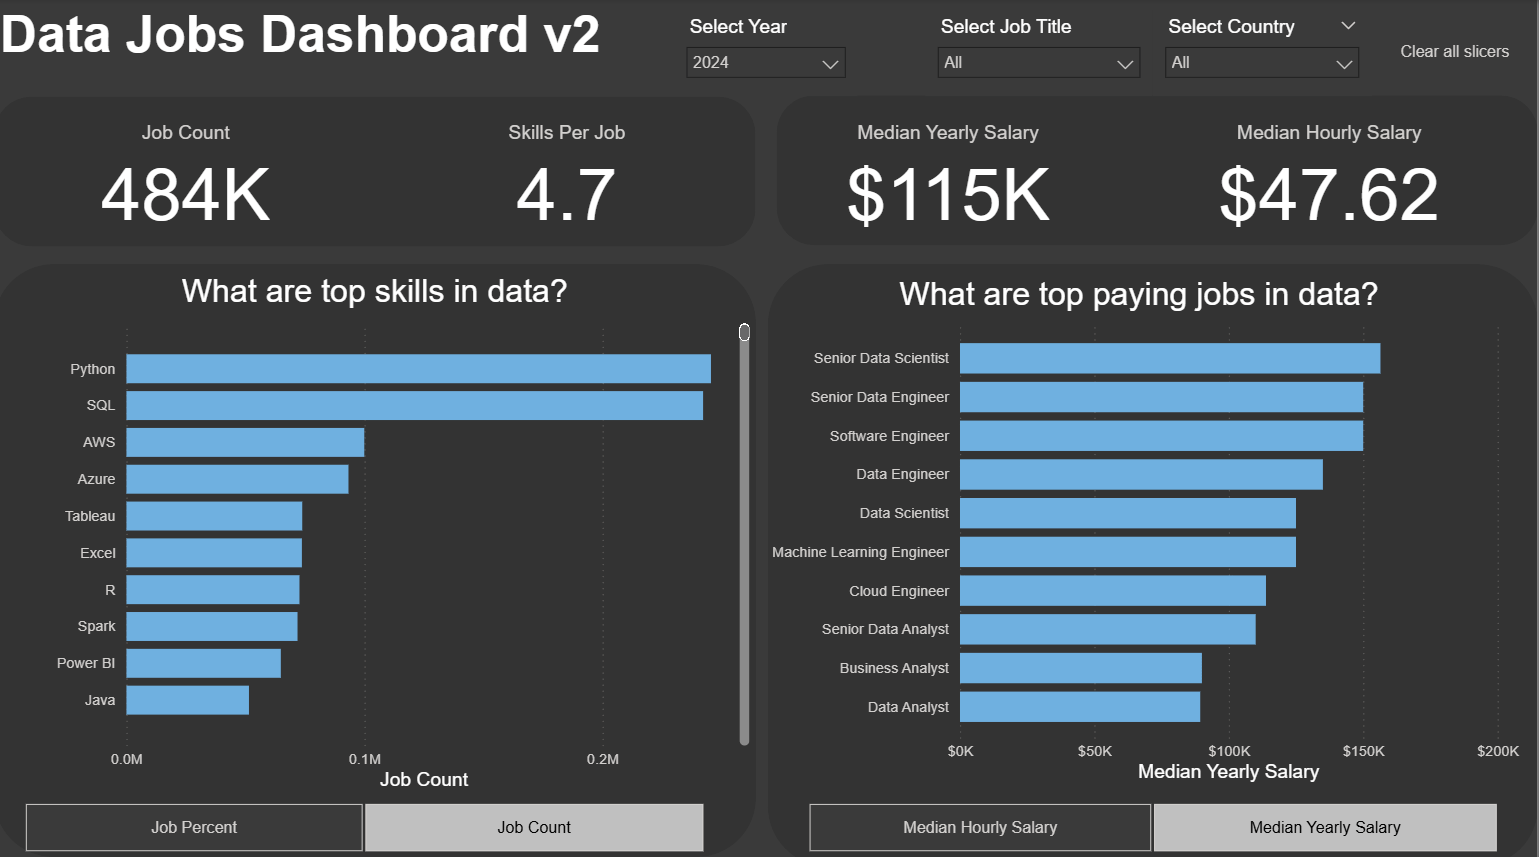 Data Jobs Dashboard v2
Select Year
2024
Select Job Title
All
Select Country
All
Clear all slicers
Job Count
484K
Skills Per Job
4.7
Median Yearly Salary
$115K
Median Hourly Salary
$47.62
What are top skills in data?
Python
SQL
AWS
Azure
Tableau
Excel
R
Spark
Power BI
Java
0.0M 0.1M 0.2M
Job Count
Job Percent
Job Count
What are top paying jobs in data?
Senior Data Scientist
Senior Data Engineer
Software Engineer
Data Engineer
Data Scientist
Machine Learning Engineer
Cloud Engineer
Senior Data Analyst
Business Analyst
Data Analyst
$0K $50K $100K $150K $200K
Median Yearly Salary
Median Hourly Salary
Median Yearly Salary